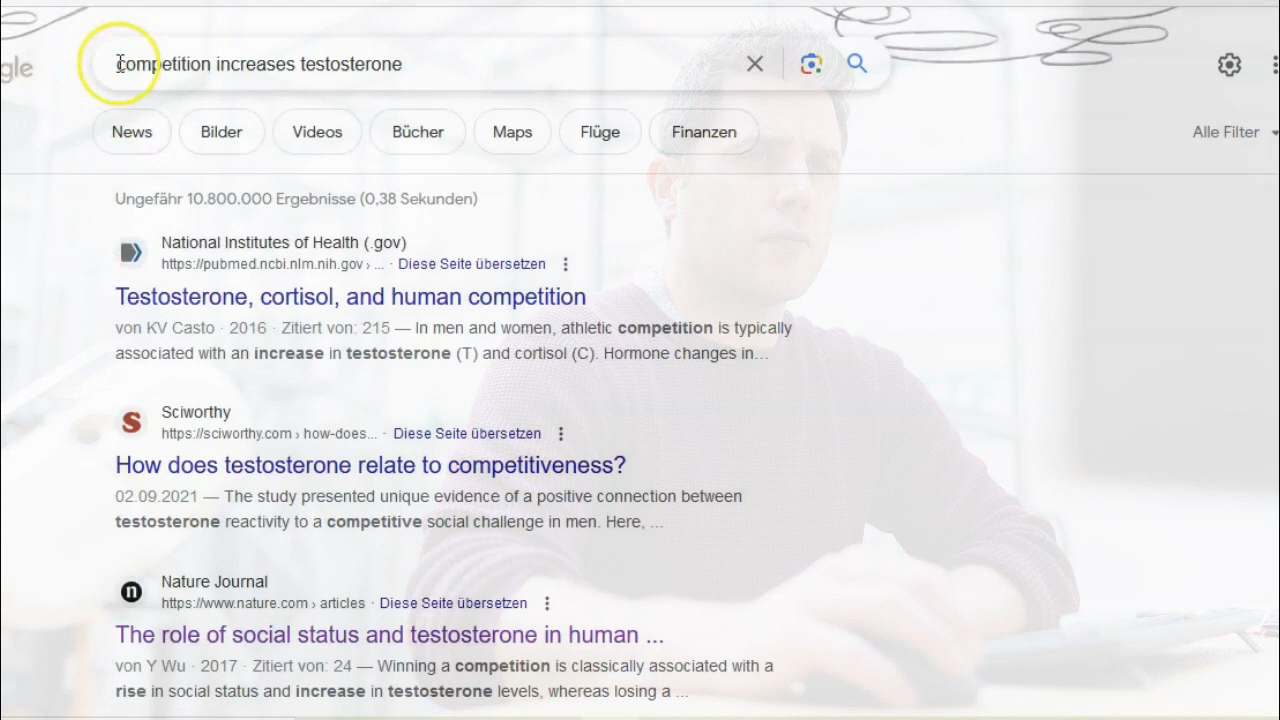 gle
competition increases testosterone
News Bilder Videos Bücher Maps Flüge Finanzen
Alle Filter
Ungefähr 10.800.000 Ergebnisse (0,38 Sekunden)
National Institutes of Health (.gov)
https://pubmed.ncbi.nlm.nih.gov › ... · Diese Seite übersetzen
Testosterone, cortisol, and human competition
von KV Casto · 2016 · Zitiert von: 215 — In men and women, athletic competition is typically
associated with an increase in testosterone (T) and cortisol (C). Hormone changes in...
Sciworthy
https://sciworthy.com › how-does... · Diese Seite übersetzen
How does testosterone relate to competitiveness?
02.09.2021 — The study presented unique evidence of a positive connection between
testosterone reactivity to a competitive social challenge in men. Here, ...
n
Nature Journal
https://www.nature.com › articles · Diese Seite übersetzen
The role of social status and testosterone in human ...
von Y Wu · 2017 · Zitiert von: 24 — Winning a competition is classically associated with a
rise in social status and increase in testosterone levels, whereas losing a ...